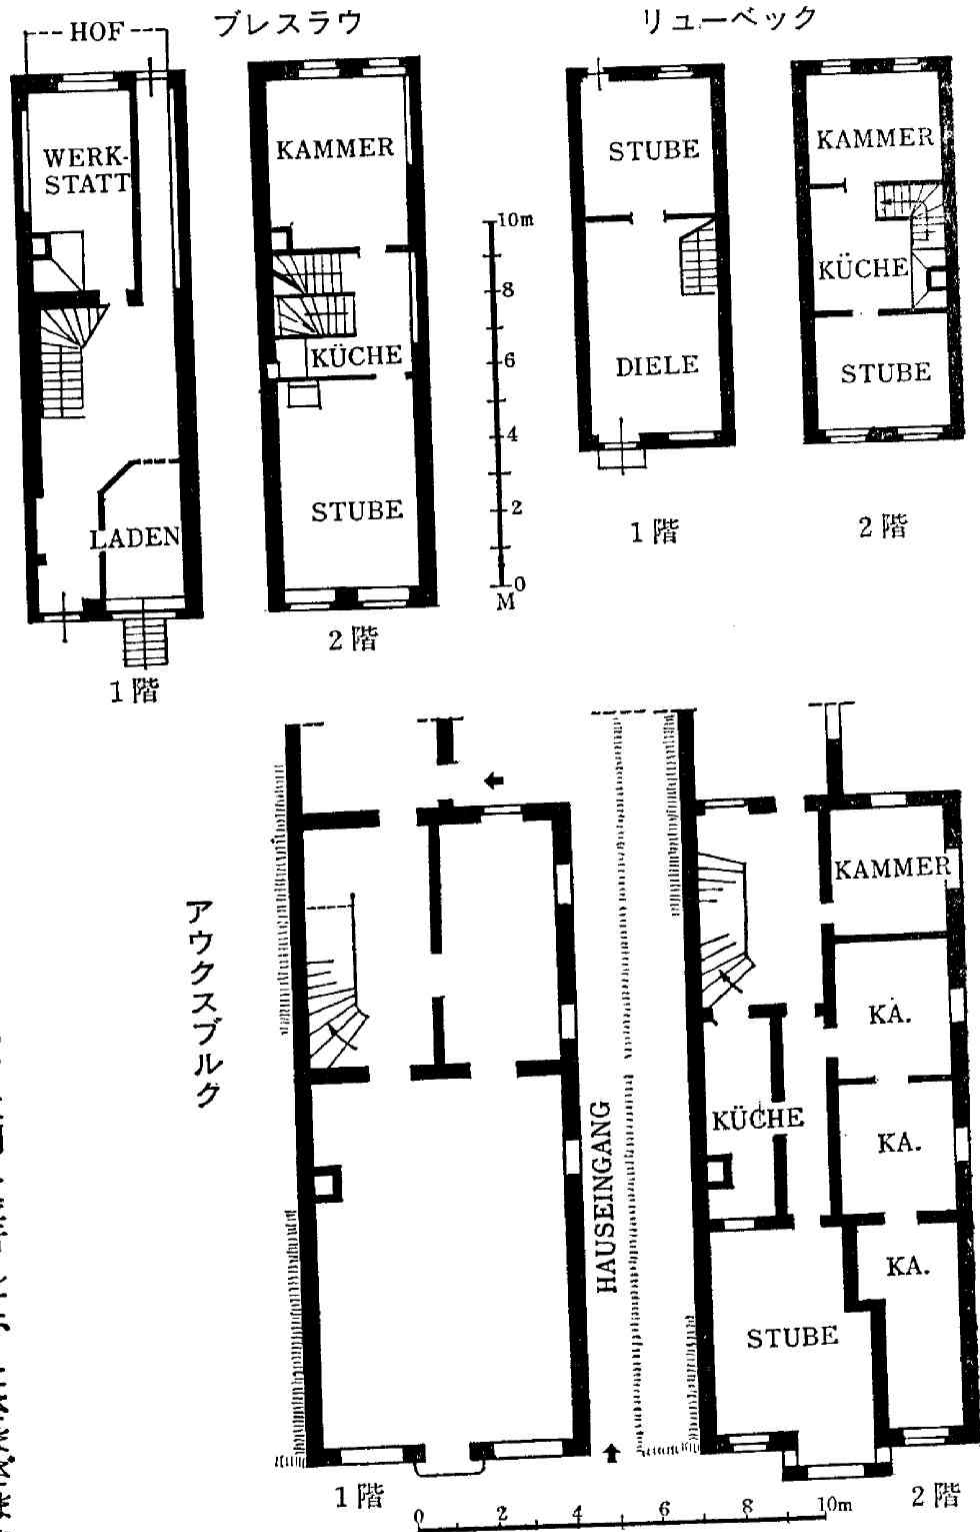 ブレスラウ
HOF
WERK-
STATT
LADEN
1階
KAMMER
KÜCHE
STUBE
2階
10m
8
6
4
2
0
M
リューベック
STUBE
DIELE
1階
KAMMER
KÜCHE
STUBE
2階
アウクスブルク
1階
HAUSEINGANG
KAMMER
KA.
KÜCHE
KA.
KA.
STUBE
2階
0 2 4 6 8 10m